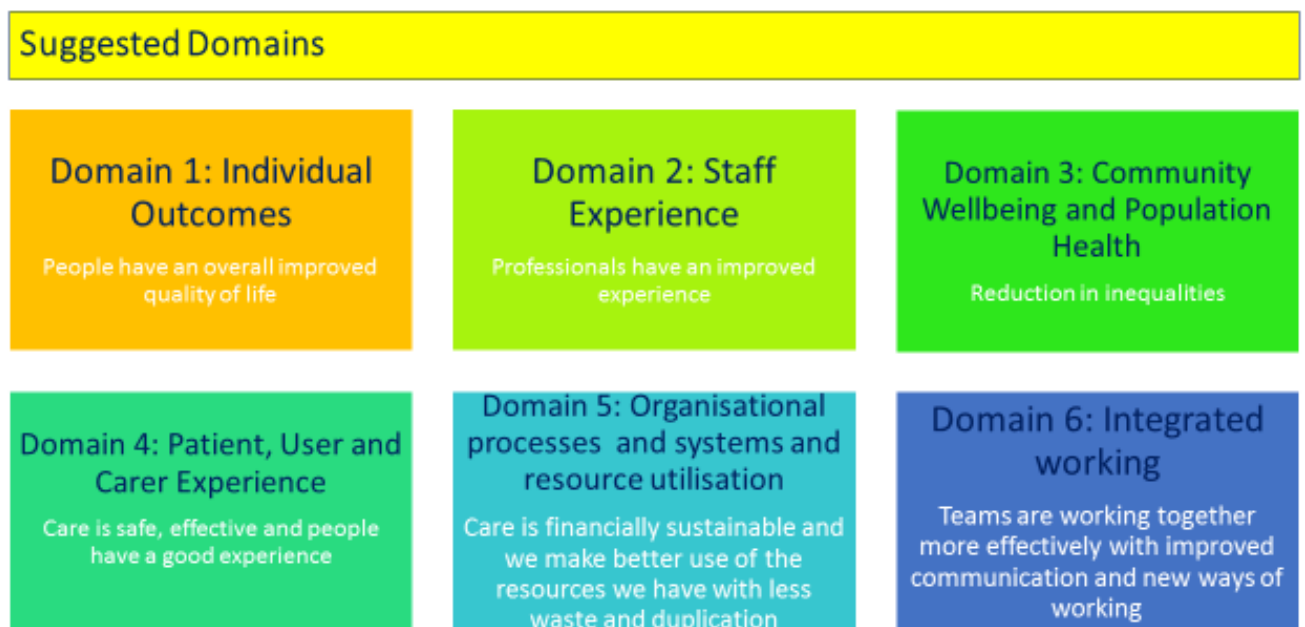 Suggested Domains
Domain 1: Individual
Outcomes
People have an overall improved
quality of life
Domain 2: Staff
Experience
Professionals have an improved
experience
Domain 3: Community
Wellbeing and Population
Health
Reduction in inequalities
Domain 4: Patient, User and
Carer Experience
Care is safe, effective and people
have a good experience
Domain 5: Organisational
processes and systems and
resource utilisation
Care is financially sustainable and
we make better use of the
resources we have with less
waste and duplication
Domain 6: Integrated
working
Teams are working together
more effectively with improved
communication and new ways of
working